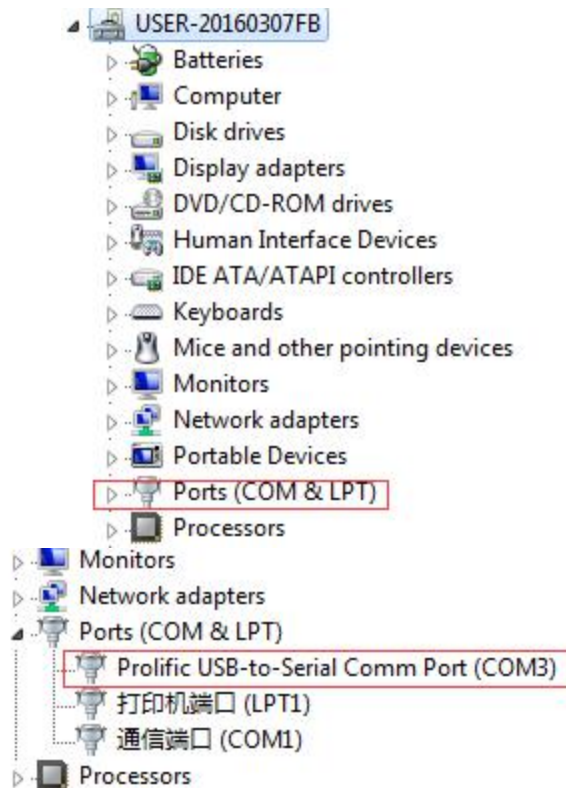 USER-20160307FB
Batteries
Computer
Disk drives
Display adapters
DVD/CD-ROM drives
Human Interface Devices
IDE ATA/ATAPI controllers
Keyboards
Mice and other pointing devices
Monitors
Network adapters
Portable Devices
Ports (COM & LPT)
Processors
Monitors
Network adapters
Ports (COM & LPT)
Prolific USB-to-Serial Comm Port (COM3)
打印机端口 (LPT1)
通信端口 (COM1)
Processors